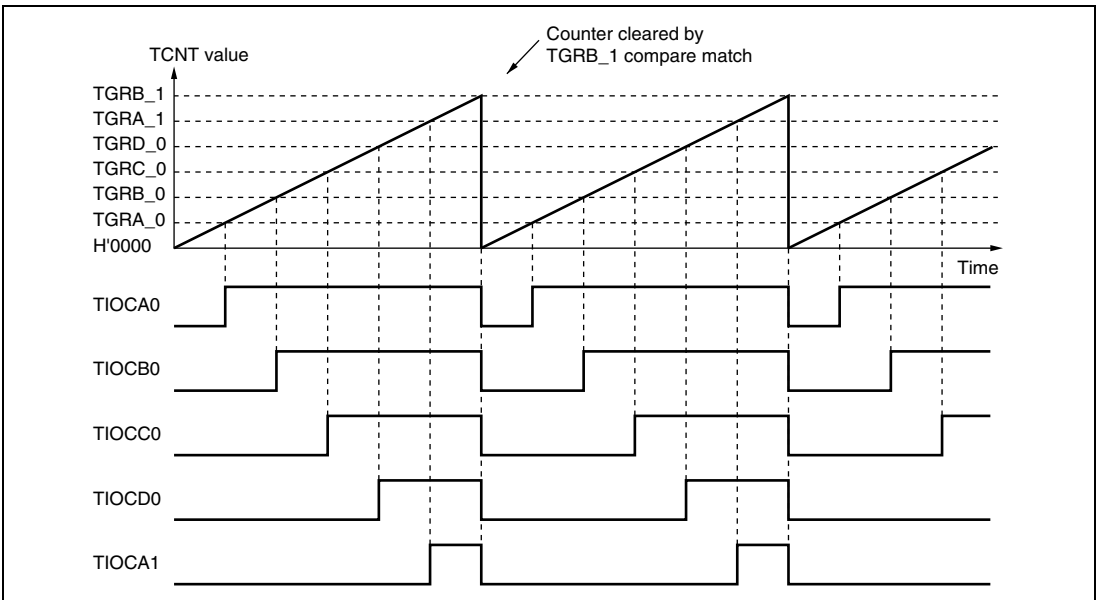 Counter cleared by
TGRB_1 compare match
TCNT value
TGRB_1
TGRA_1
TGRD_0
TGRC_0
TGRB_0
TGRA_0
H'0000
Time
TIOCA0
TIOCB0
TIOCC0
TIOCD0
TIOCA1